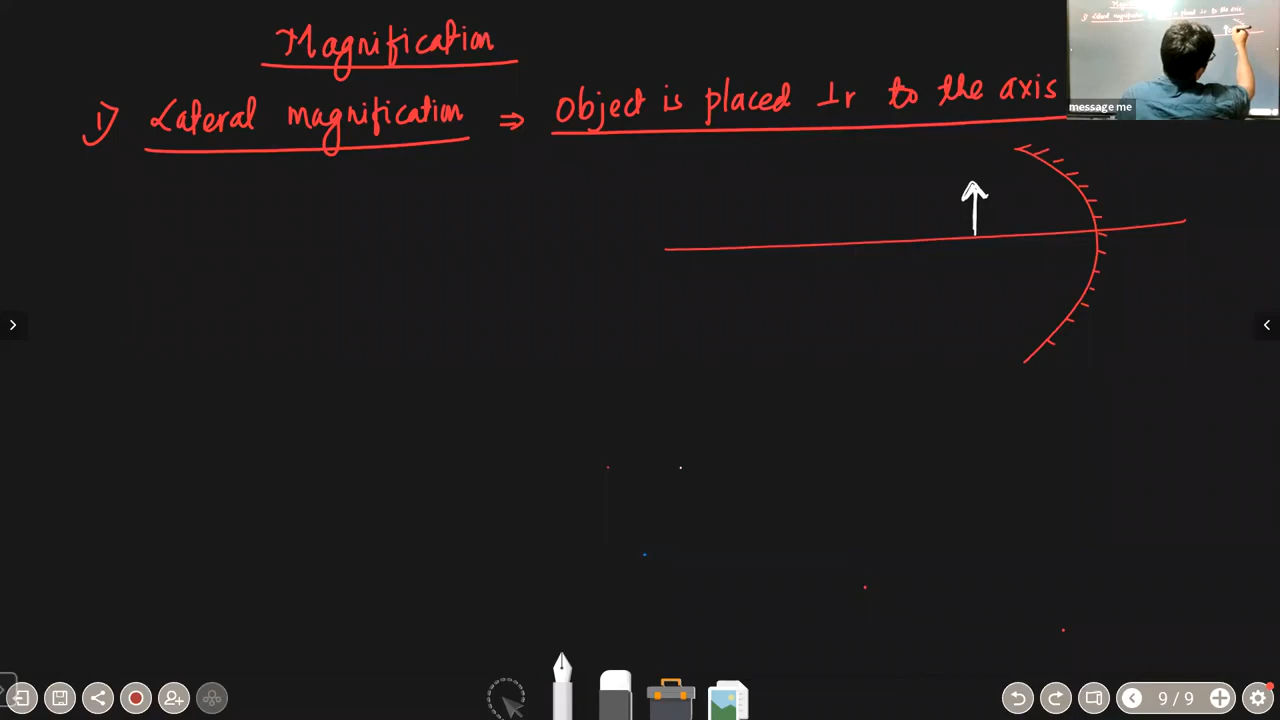 Magnification
1) Lateral magnification ⇒ Object is placed ⊥r to the axis
message me
9 / 9